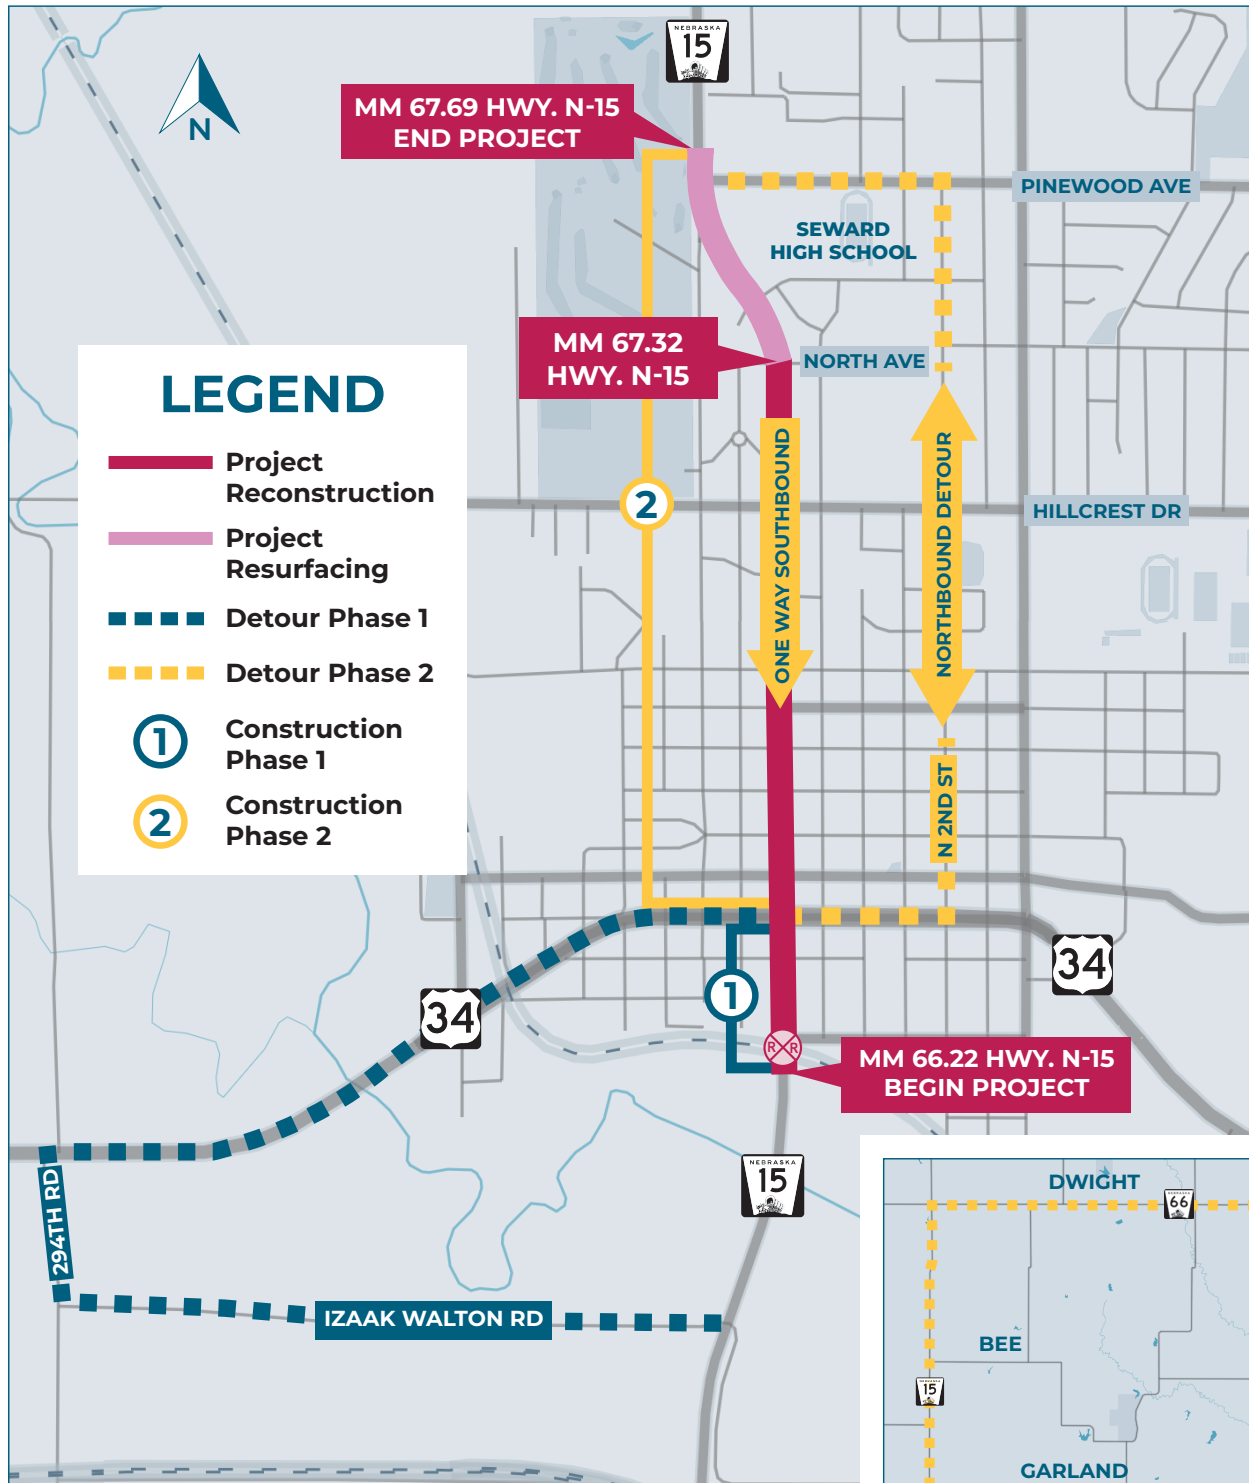 NEBRASKA
15
MM 67.69 HWY. N-15
END PROJECT
N
PINEWOOD AVE
SEWARD
HIGH SCHOOL
MM 67.32
HWY. N-15
NORTH AVE
LEGEND
Project
Reconstruction
Project
Resurfacing
Detour Phase 1
Detour Phase 2
1
Construction
Phase 1
2
Construction
Phase 2
2
ONE WAY SOUTHBOUND
NORTHBOUND DETOUR
HILLCREST DR
N 2ND ST
34
34
1
R R
MM 66.22 HWY. N-15
BEGIN PROJECT
NEBRASKA
15
294TH RD
IZAAK WALTON RD
DWIGHT
NEBRASKA
66
BEE
NEBRASKA
15
GARLAND